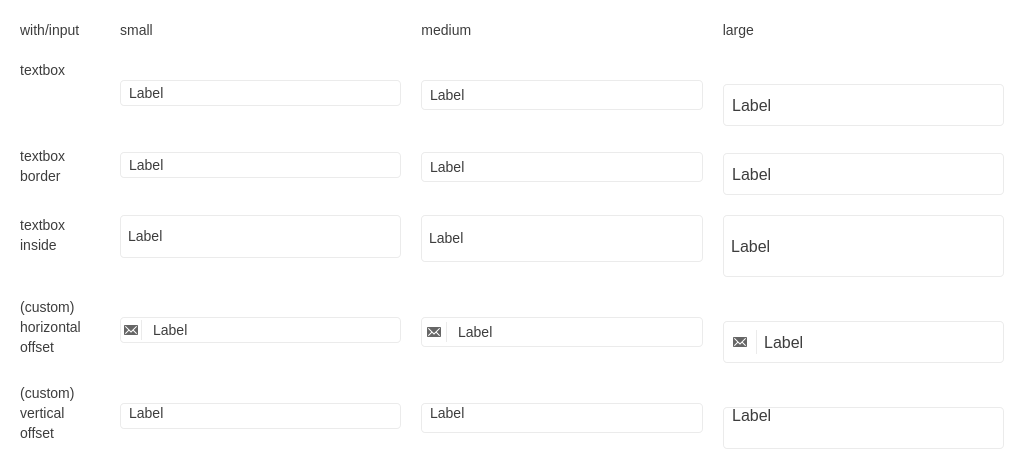 with/input small medium large
textbox
Label Label Label
textbox
border
Label Label Label
textbox
inside
Label Label Label
(custom)
horizontal
offset
Label Label Label
(custom)
vertical
offset
Label Label Label